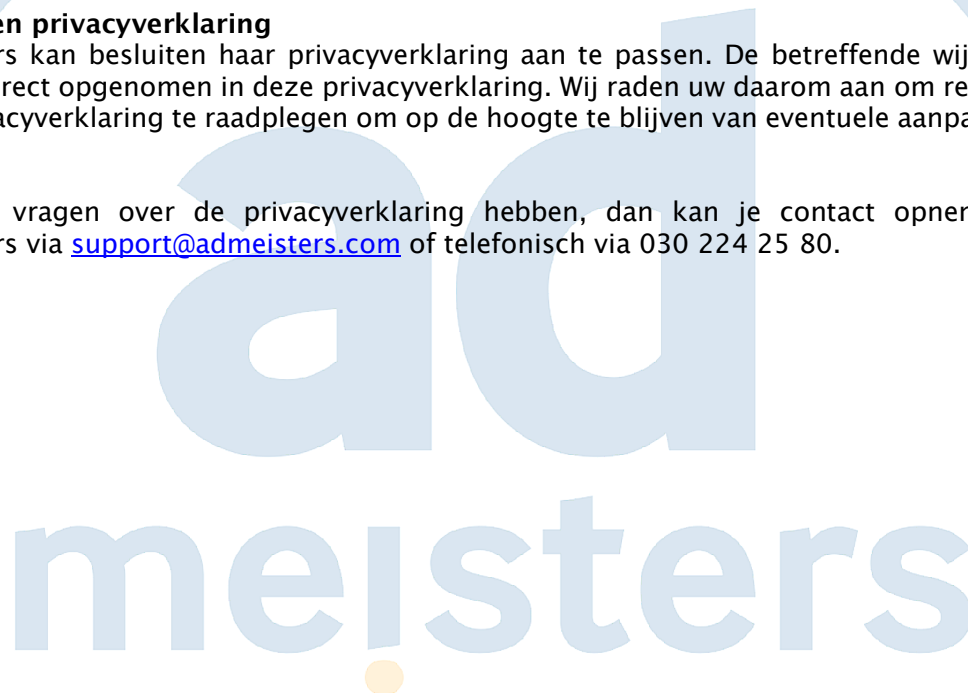 en privacyverklaring
rs kan besluiten haar privacyverklaring aan te passen. De betreffende wij
rect opgenomen in deze privacyverklaring. Wij raden uw daarom aan om re
acyverklaring te raadplegen om op de hoogte te blijven van eventuele aanpa
vragen over de privacyverklaring hebben, dan kan je contact opnen
rs via support@admeisters.com of telefonisch via 030 224 25 80.
ad
meisters